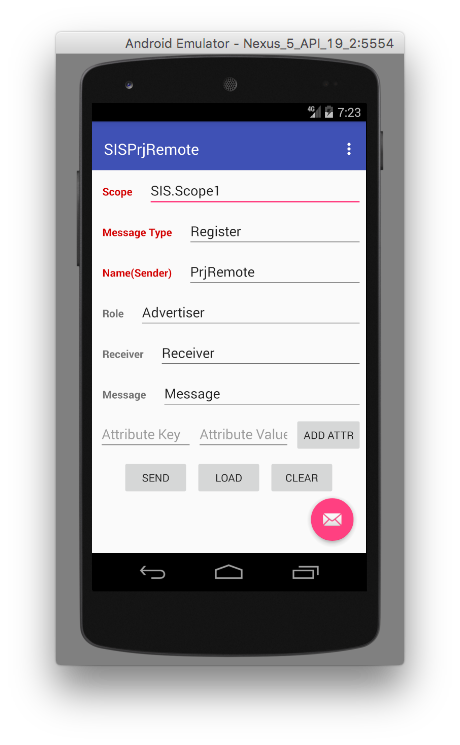 Android Emulator - Nexus_5_API_19_2:5554
4G 7:23
SISPrjRemote
Scope SIS.Scope1
Message Type Register
Name(Sender) PrjRemote
Role Advertiser
Receiver Receiver
Message Message
Attribute Key Attribute Value ADD ATTR
SEND LOAD CLEAR